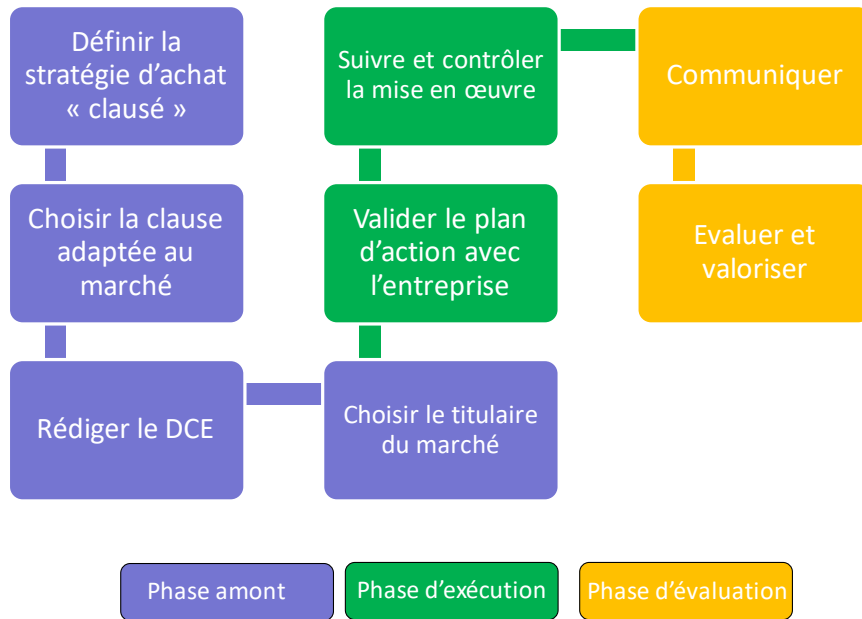 Définir la
stratégie d'achat
« clausé »
Choisir la clause
adaptée au
marché
Rédiger le DCE
Choisir le titulaire
du marché
Valider le plan
d'action avec
l'entreprise
Suivre et contrôler
la mise en œuvre
Communiquer
Evaluer et
valoriser
Phase amont
Phase d'exécution
Phase d'évaluation